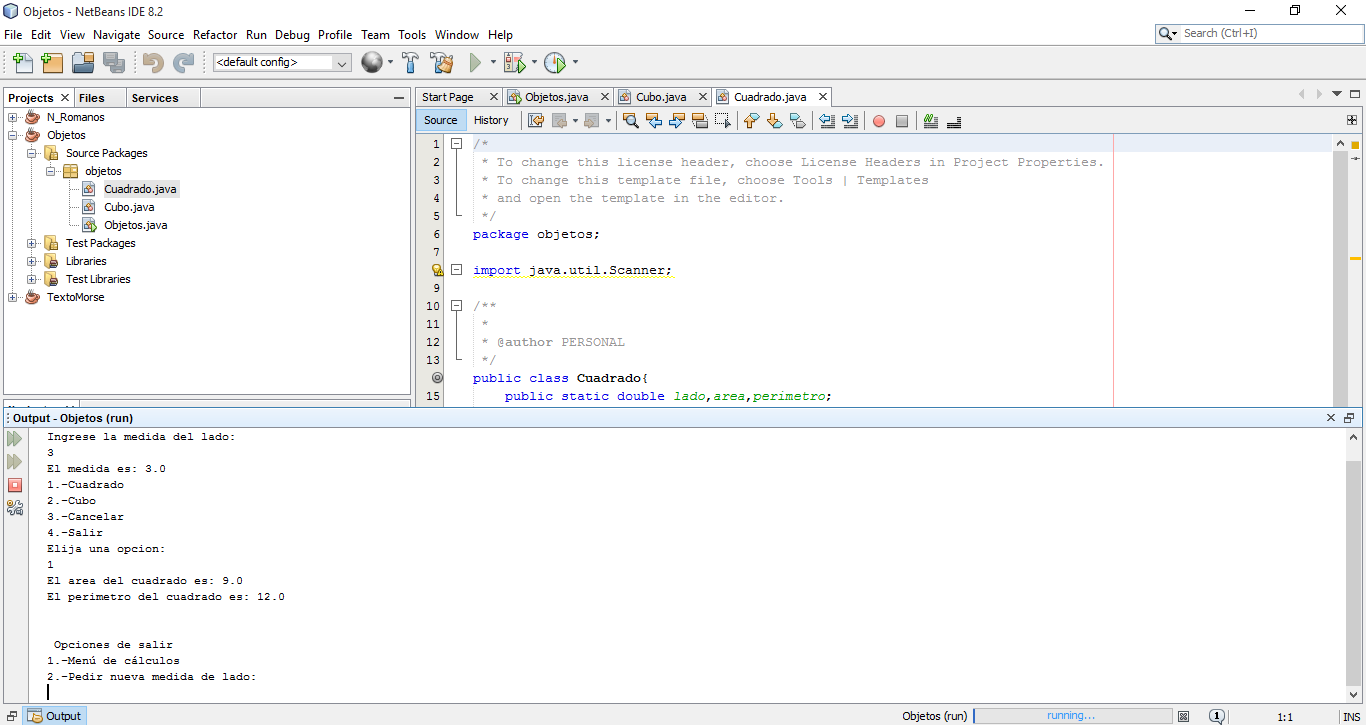 Objetos - NetBeans IDE 8.2
File Edit View Navigate Source Refactor Run Debug Profile Team Tools Window Help
Search (Ctrl+I)
<default config>
Projects Files Services
N_Romanos
Objetos
Source Packages
objetos
Cuadrado.java
Cubo.java
Objetos.java
Test Packages
Libraries
Test Libraries
TextoMorse
Start Page Objetos.java Cubo.java Cuadrado.java
Source History
1 /*
2 * To change this license header, choose License Headers in Project Properties.
3 * To change this template file, choose Tools | Templates
4 * and open the template in the editor.
5 */
6 package objetos;
7
import java.util.Scanner;
9
10 /**
11 *
12 * @author PERSONAL
13 */
public class Cuadrado{
15 public static double lado,area,perimetro;
Output - Objetos (run)
Ingrese la medida del lado:
3
El medida es: 3.0
1.-Cuadrado
2.-Cubo
3.-Cancelar
4.-Salir
Elija una opcion:
1
El area del cuadrado es: 9.0
El perimetro del cuadrado es: 12.0
Opciones de salir
1.-Menú de cálculos
2.-Pedir nueva medida de lado:
Output
Objetos (run) running... 1 1:1 INS